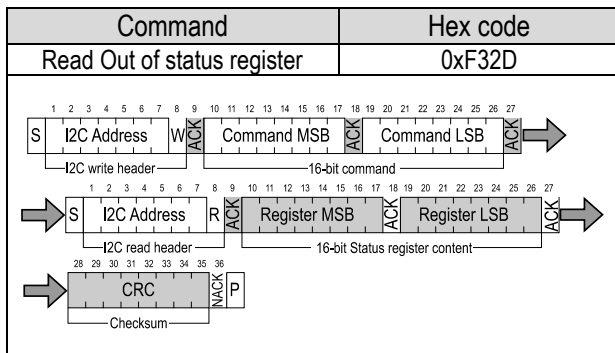 Command Hex code
Read Out of status register 0xF32D
1 2 3 4 5 6 7 8 9 10 11 12 13 14 15 16 17 18 19 20 21 22 23 24 25 26 27
S I2C Address W ACK Command MSB ACK Command LSB ACK
I2C write header 16-bit command
1 2 3 4 5 6 7 8 9 10 11 12 13 14 15 16 17 18 19 20 21 22 23 24 25 26 27
S I2C Address R ACK Register MSB ACK Register LSB ACK
I2C read header 16-bit Status register content
28 29 30 31 32 33 34 35 36
CRC NACK P
Checksum